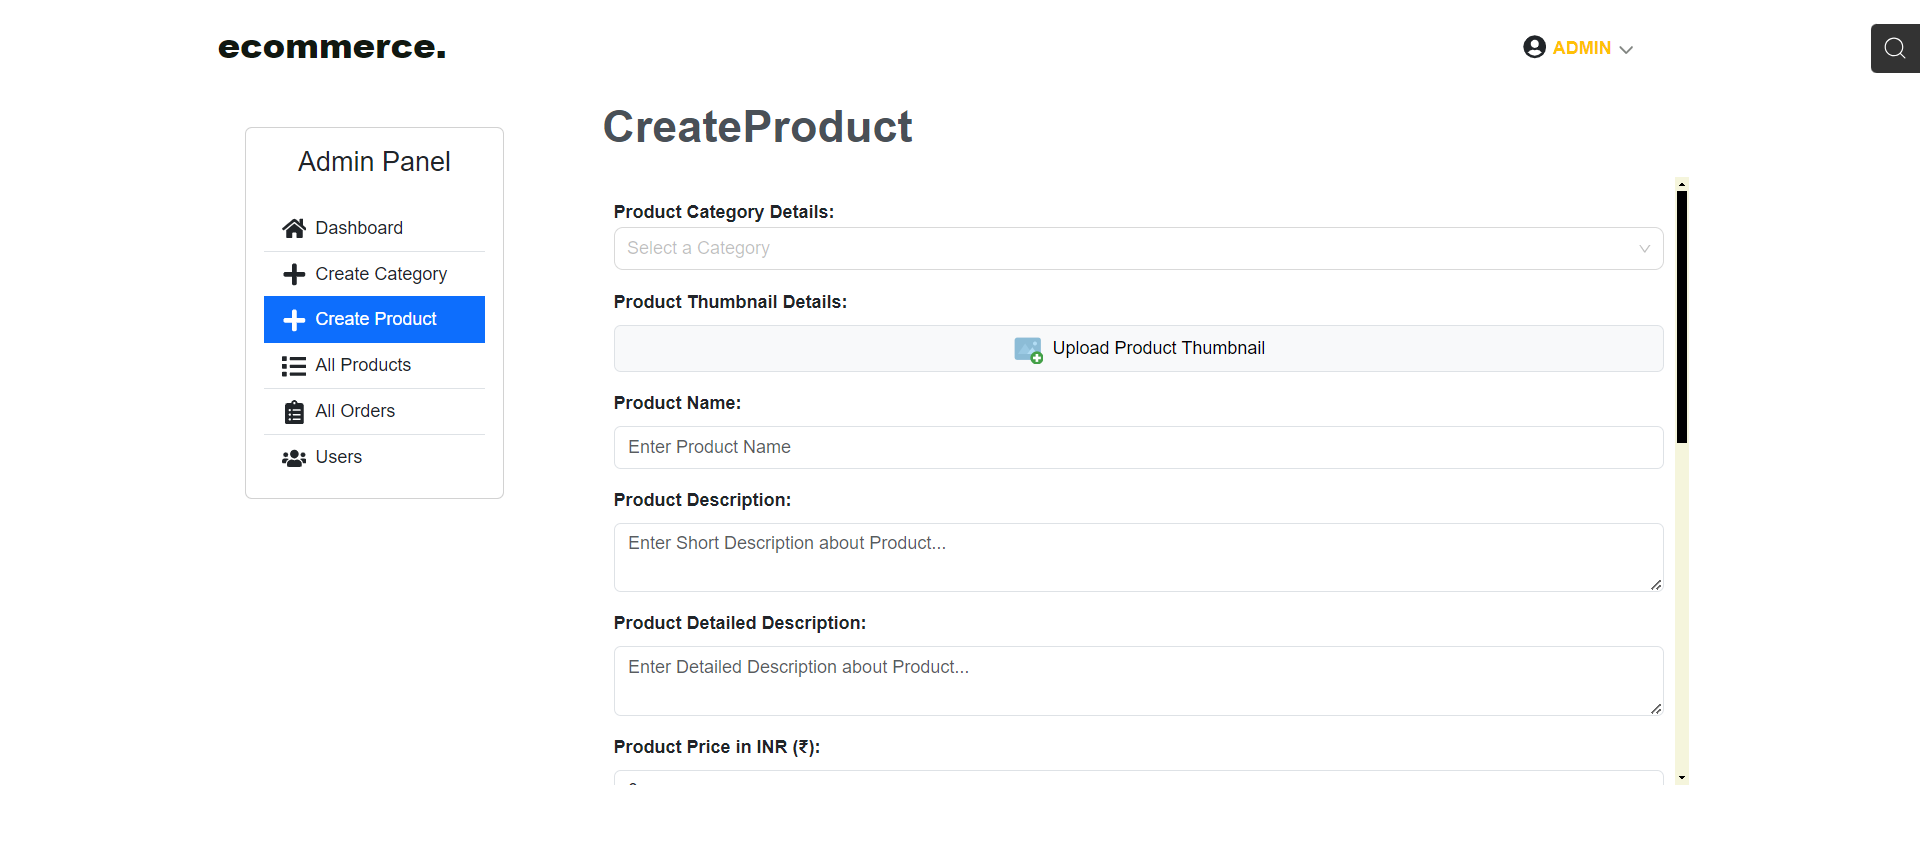 ecommerce.
ADMIN
CreateProduct
Admin Panel
Dashboard
Create Category
Create Product
All Products
All Orders
Users
Product Category Details:
Select a Category
Product Thumbnail Details:
Upload Product Thumbnail
Product Name:
Enter Product Name
Product Description:
Enter Short Description about Product...
Product Detailed Description:
Enter Detailed Description about Product...
Product Price in INR (₹):